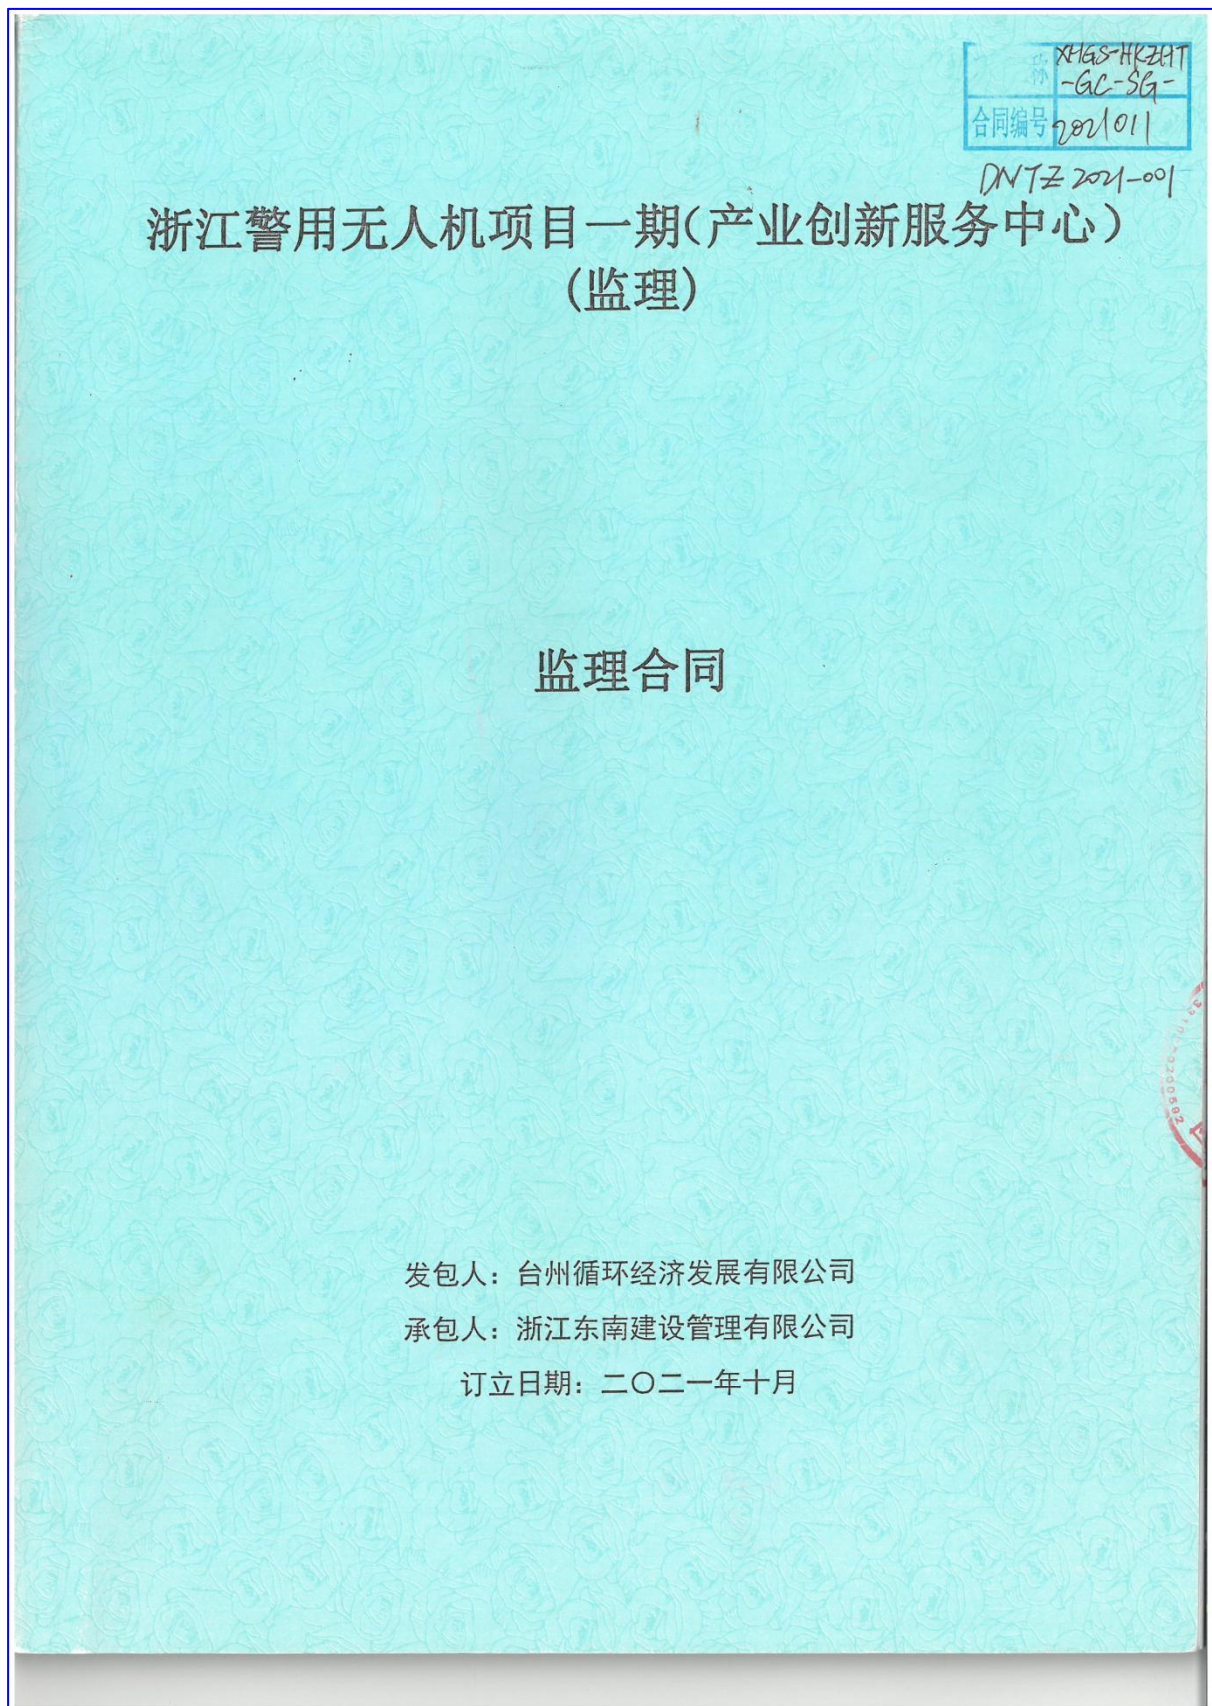 称 XHGS-HKZHT
-GC-SG-
合同编号 2021011
DNTZ 2021-001
浙江警用无人机项目一期(产业创新服务中心)
(监理)
监理合同
发包人：台州循环经济发展有限公司
承包人：浙江东南建设管理有限公司
订立日期：二〇二一年十月